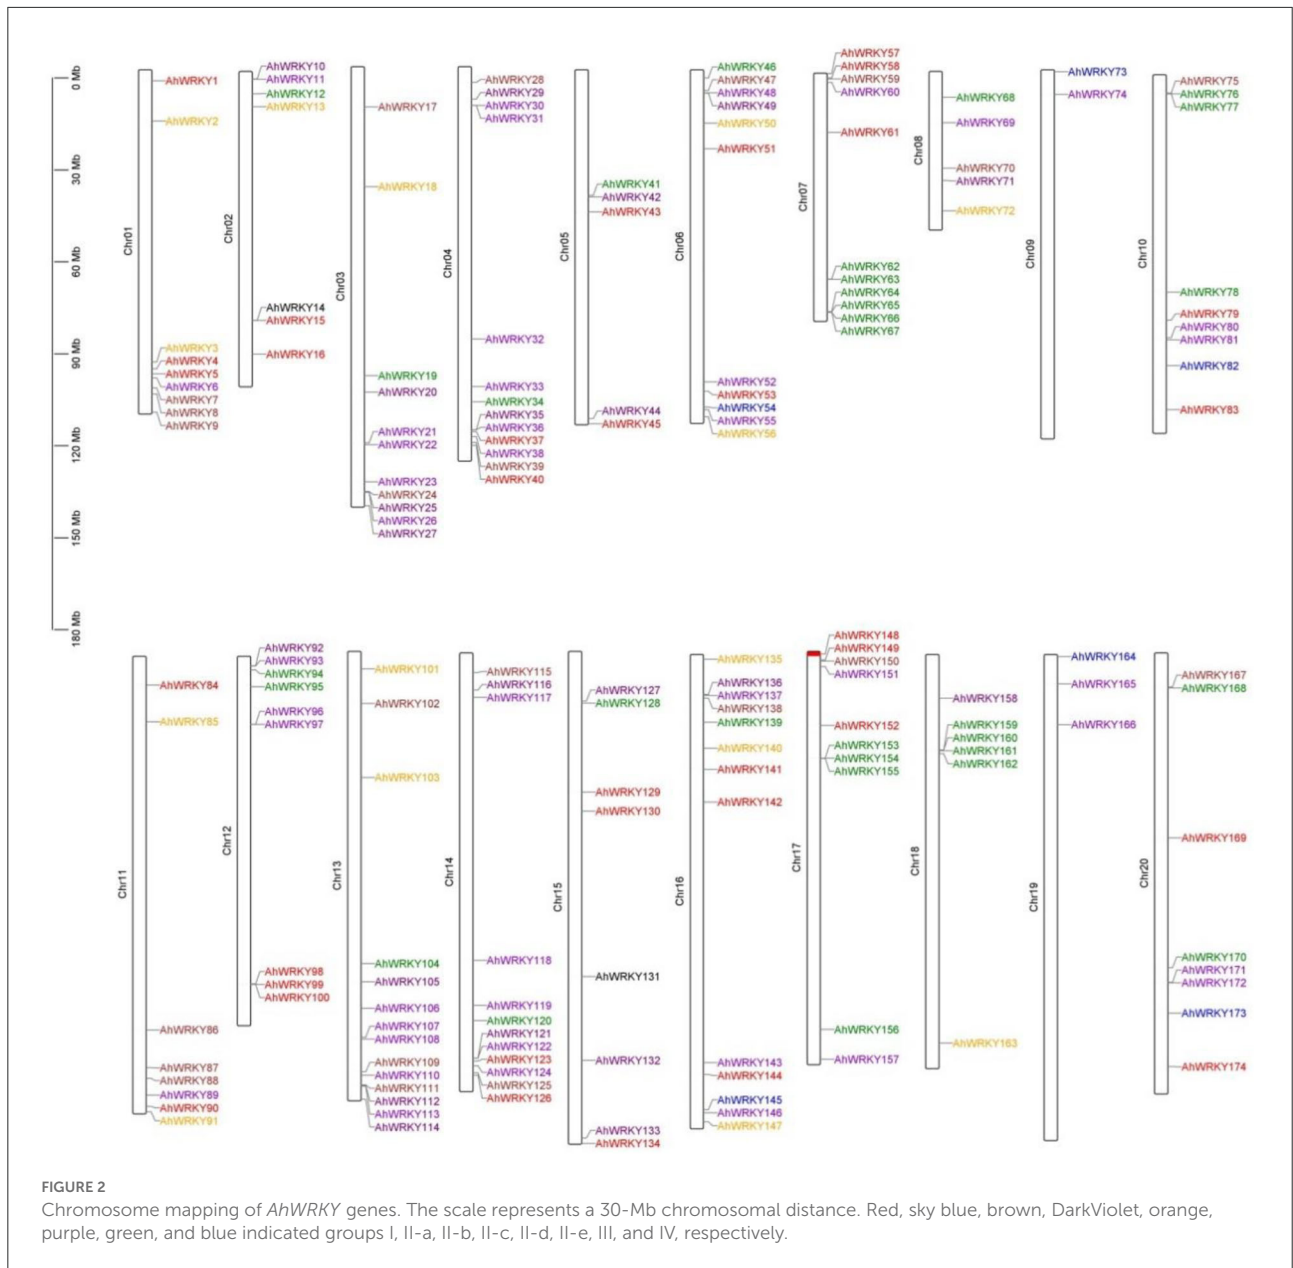 0 Mb
30 Mb
60 Mb
90 Mb
120 Mb
150 Mb
180 Mb
Chr01
AhWRKY1
AhWRKY2
AhWRKY3
AhWRKY4
AhWRKY5
AhWRKY6
AhWRKY7
AhWRKY8
AhWRKY9
Chr02
AhWRKY10
AhWRKY11
AhWRKY12
AhWRKY13
AhWRKY14
AhWRKY15
AhWRKY16
Chr03
AhWRKY17
AhWRKY18
AhWRKY19
AhWRKY20
AhWRKY21
AhWRKY22
AhWRKY23
AhWRKY24
AhWRKY25
AhWRKY26
AhWRKY27
Chr04
AhWRKY28
AhWRKY29
AhWRKY30
AhWRKY31
AhWRKY32
AhWRKY33
AhWRKY34
AhWRKY35
AhWRKY36
AhWRKY37
AhWRKY38
AhWRKY39
AhWRKY40
Chr05
AhWRKY41
AhWRKY42
AhWRKY43
AhWRKY44
AhWRKY45
Chr06
AhWRKY46
AhWRKY47
AhWRKY48
AhWRKY49
AhWRKY50
AhWRKY51
AhWRKY52
AhWRKY53
AhWRKY54
AhWRKY55
AhWRKY56
Chr07
AhWRKY57
AhWRKY58
AhWRKY59
AhWRKY60
AhWRKY61
AhWRKY62
AhWRKY63
AhWRKY64
AhWRKY65
AhWRKY66
AhWRKY67
Chr08
AhWRKY68
AhWRKY69
AhWRKY70
AhWRKY71
AhWRKY72
Chr09
AhWRKY73
AhWRKY74
Chr10
AhWRKY75
AhWRKY76
AhWRKY77
AhWRKY78
AhWRKY79
AhWRKY80
AhWRKY81
AhWRKY82
AhWRKY83
Chr11
AhWRKY84
AhWRKY85
AhWRKY86
AhWRKY87
AhWRKY88
AhWRKY89
AhWRKY90
AhWRKY91
Chr12
AhWRKY92
AhWRKY93
AhWRKY94
AhWRKY95
AhWRKY96
AhWRKY97
AhWRKY98
AhWRKY99
AhWRKY100
Chr13
AhWRKY101
AhWRKY102
AhWRKY103
AhWRKY104
AhWRKY105
AhWRKY106
AhWRKY107
AhWRKY108
AhWRKY109
AhWRKY110
AhWRKY111
AhWRKY112
AhWRKY113
AhWRKY114
Chr14
AhWRKY115
AhWRKY116
AhWRKY117
AhWRKY118
AhWRKY119
AhWRKY120
AhWRKY121
AhWRKY122
AhWRKY123
AhWRKY124
AhWRKY125
AhWRKY126
Chr15
AhWRKY127
AhWRKY128
AhWRKY129
AhWRKY130
AhWRKY131
AhWRKY132
AhWRKY133
AhWRKY134
Chr16
AhWRKY135
AhWRKY136
AhWRKY137
AhWRKY138
AhWRKY139
AhWRKY140
AhWRKY141
AhWRKY142
AhWRKY143
AhWRKY144
AhWRKY145
AhWRKY146
AhWRKY147
Chr17
AhWRKY148
AhWRKY149
AhWRKY150
AhWRKY151
AhWRKY152
AhWRKY153
AhWRKY154
AhWRKY155
AhWRKY156
AhWRKY157
Chr18
AhWRKY158
AhWRKY159
AhWRKY160
AhWRKY161
AhWRKY162
AhWRKY163
Chr19
AhWRKY164
AhWRKY165
AhWRKY166
Chr20
AhWRKY167
AhWRKY168
AhWRKY169
AhWRKY170
AhWRKY171
AhWRKY172
AhWRKY173
AhWRKY174
FIGURE 2
Chromosome mapping of AhWRKY genes. The scale represents a 30-Mb chromosomal distance. Red, sky blue, brown, DarkViolet, orange,
purple, green, and blue indicated groups I, II-a, II-b, II-c, II-d, II-e, III, and IV, respectively.